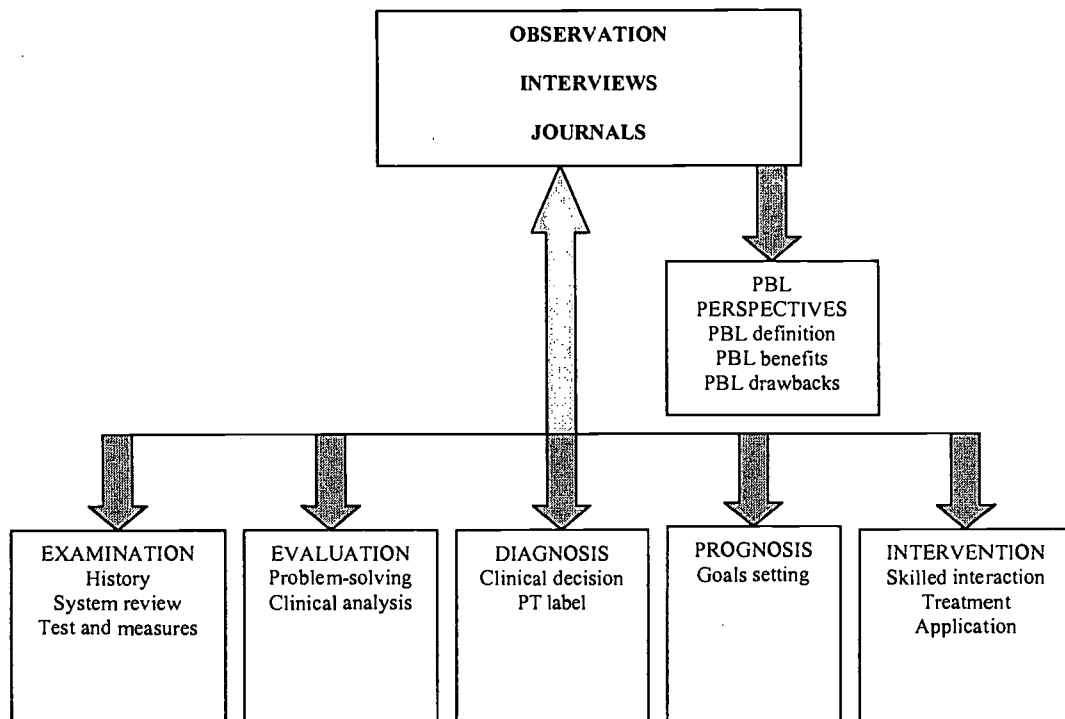 OBSERVATION
INTERVIEWS
JOURNALS
PBL
PERSPECTIVES
PBL definition
PBL benefits
PBL drawbacks
EXAMINATION
History
System review
Test and measures
EVALUATION
Problem-solving
Clinical analysis
DIAGNOSIS
Clinical decision
PT label
PROGNOSIS
Goals setting
INTERVENTION
Skilled interaction
Treatment
Application